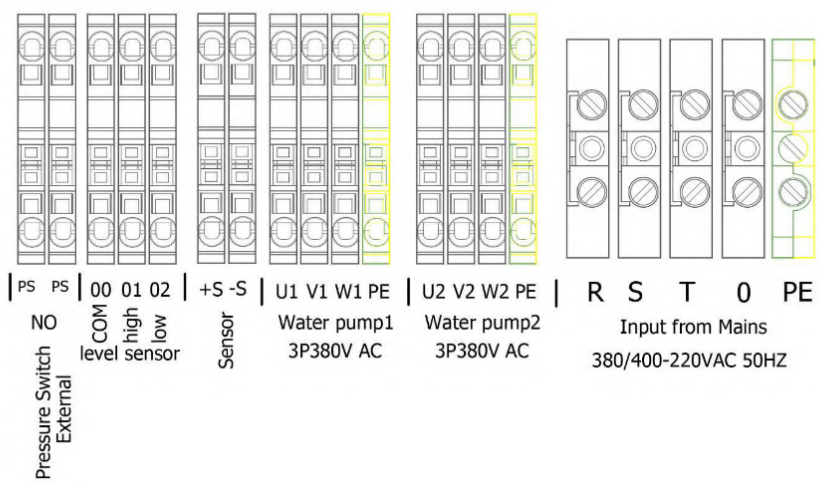 PS PS
NO
Pressure Switch
External
00 01 02
COM
high
low
level sensor
+S -S
Sensor
U1 V1 W1 PE
Water pump1
3P380V AC
U2 V2 W2 PE
Water pump2
3P380V AC
R S T 0 PE
Input from Mains
380/400-220VAC 50HZ